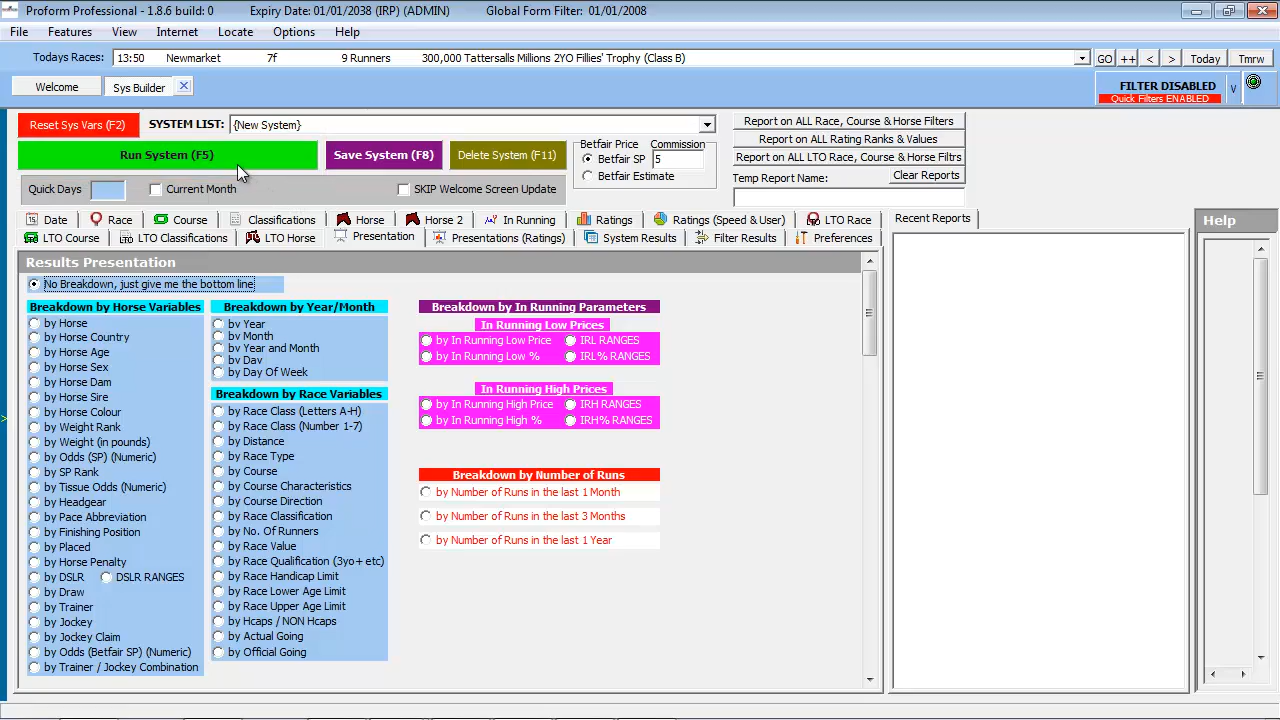 Proform Professional - 1.8.6 build: 0 Expiry Date: 01/01/2038 (IRP) (ADMIN) Global Form Filter: 01/01/2008
File Features View Internet Locate Options Help
Todays Races: 13:50 Newmarket 7f 9 Runners 300,000 Tattersalls Millions 2YO Fillies' Trophy (Class B) GO ++ < > Today Tmrw
Welcome Sys Builder X FILTER DISABLED V
Quick Filters ENABLED
Reset Sys Vars (F2) SYSTEM LIST: {New System} Report on ALL Race, Course & Horse Filters
Report on ALL Rating Ranks & Values
Run System (F5) Save System (F8) Delete System (F11) Betfair Price Commission
Betfair SP 5 Report on ALL LTO Race, Course & Horse Filtrs
Betfair Estimate Temp Report Name: Clear Reports
Quick Days Current Month SKIP Welcome Screen Update
Date Race Course Classifications Horse Horse 2 In Running Ratings Ratings (Speed & User) LTO Race Recent Reports Help
LTO Course LTO Classifications LTO Horse Presentation Presentations (Ratings) System Results Filter Results Preferences
Results Presentation
No Breakdown, just give me the bottom line
Breakdown by Horse Variables
by Horse
by Horse Country
by Horse Age
by Horse Sex
by Horse Dam
by Horse Sire
by Horse Colour
by Weight Rank
by Weight (in pounds)
by Odds (SP) (Numeric)
by SP Rank
by Tissue Odds (Numeric)
by Headgear
by Pace Abbreviation
by Finishing Position
by Placed
by Horse Penalty
by DSLR DSLR RANGES
by Draw
by Trainer
by Jockey
by Jockey Claim
by Odds (Betfair SP) (Numeric)
by Trainer / Jockey Combination
Breakdown by Year/Month
by Year
by Month
by Year and Month
by Day
by Day Of Week
Breakdown by Race Variables
by Race Class (Letters A-H)
by Race Class (Number 1-7)
by Distance
by Race Type
by Course
by Course Characteristics
by Course Direction
by Race Classification
by No. Of Runners
by Race Value
by Race Qualification (3yo+ etc)
by Race Handicap Limit
by Race Lower Age Limit
by Race Upper Age Limit
by Hcaps / NON Hcaps
by Actual Going
by Official Going
Breakdown by In Running Parameters
In Running Low Prices
by In Running Low Price IRL RANGES
by In Running Low % IRL% RANGES
In Running High Prices
by In Running High Price IRH RANGES
by In Running High % IRH% RANGES
Breakdown by Number of Runs
by Number of Runs in the last 1 Month
by Number of Runs in the last 3 Months
by Number of Runs in the last 1 Year